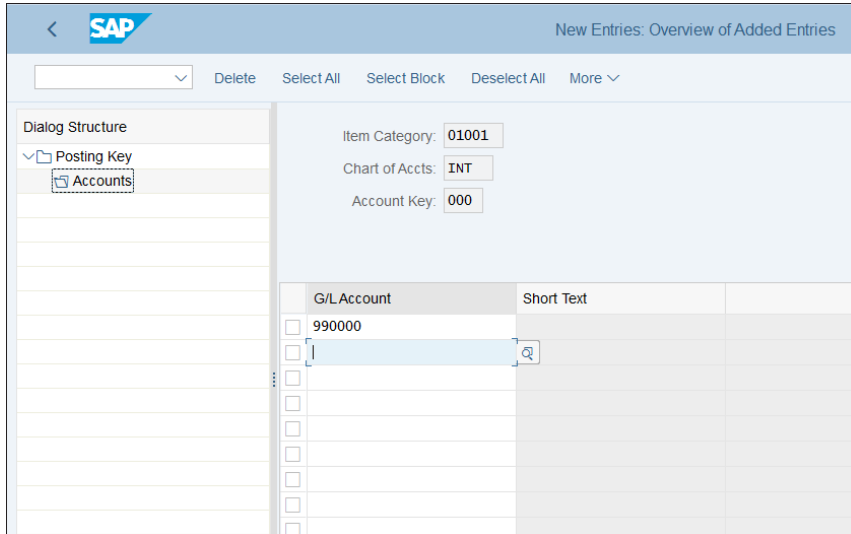 SAP New Entries: Overview of Added Entries
Delete Select All Select Block Deselect All More
Dialog Structure
Posting Key
Accounts
Item Category: 01001
Chart of Accts: INT
Account Key: 000
G/L Account Short Text
990000